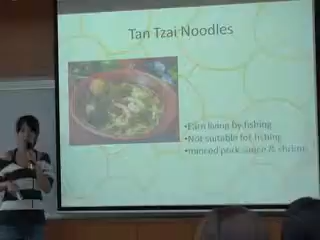 Tan Tzai Noodles
•Earn living by fishing
•Not suitable for fishing
•minced pork sauce & shrimp